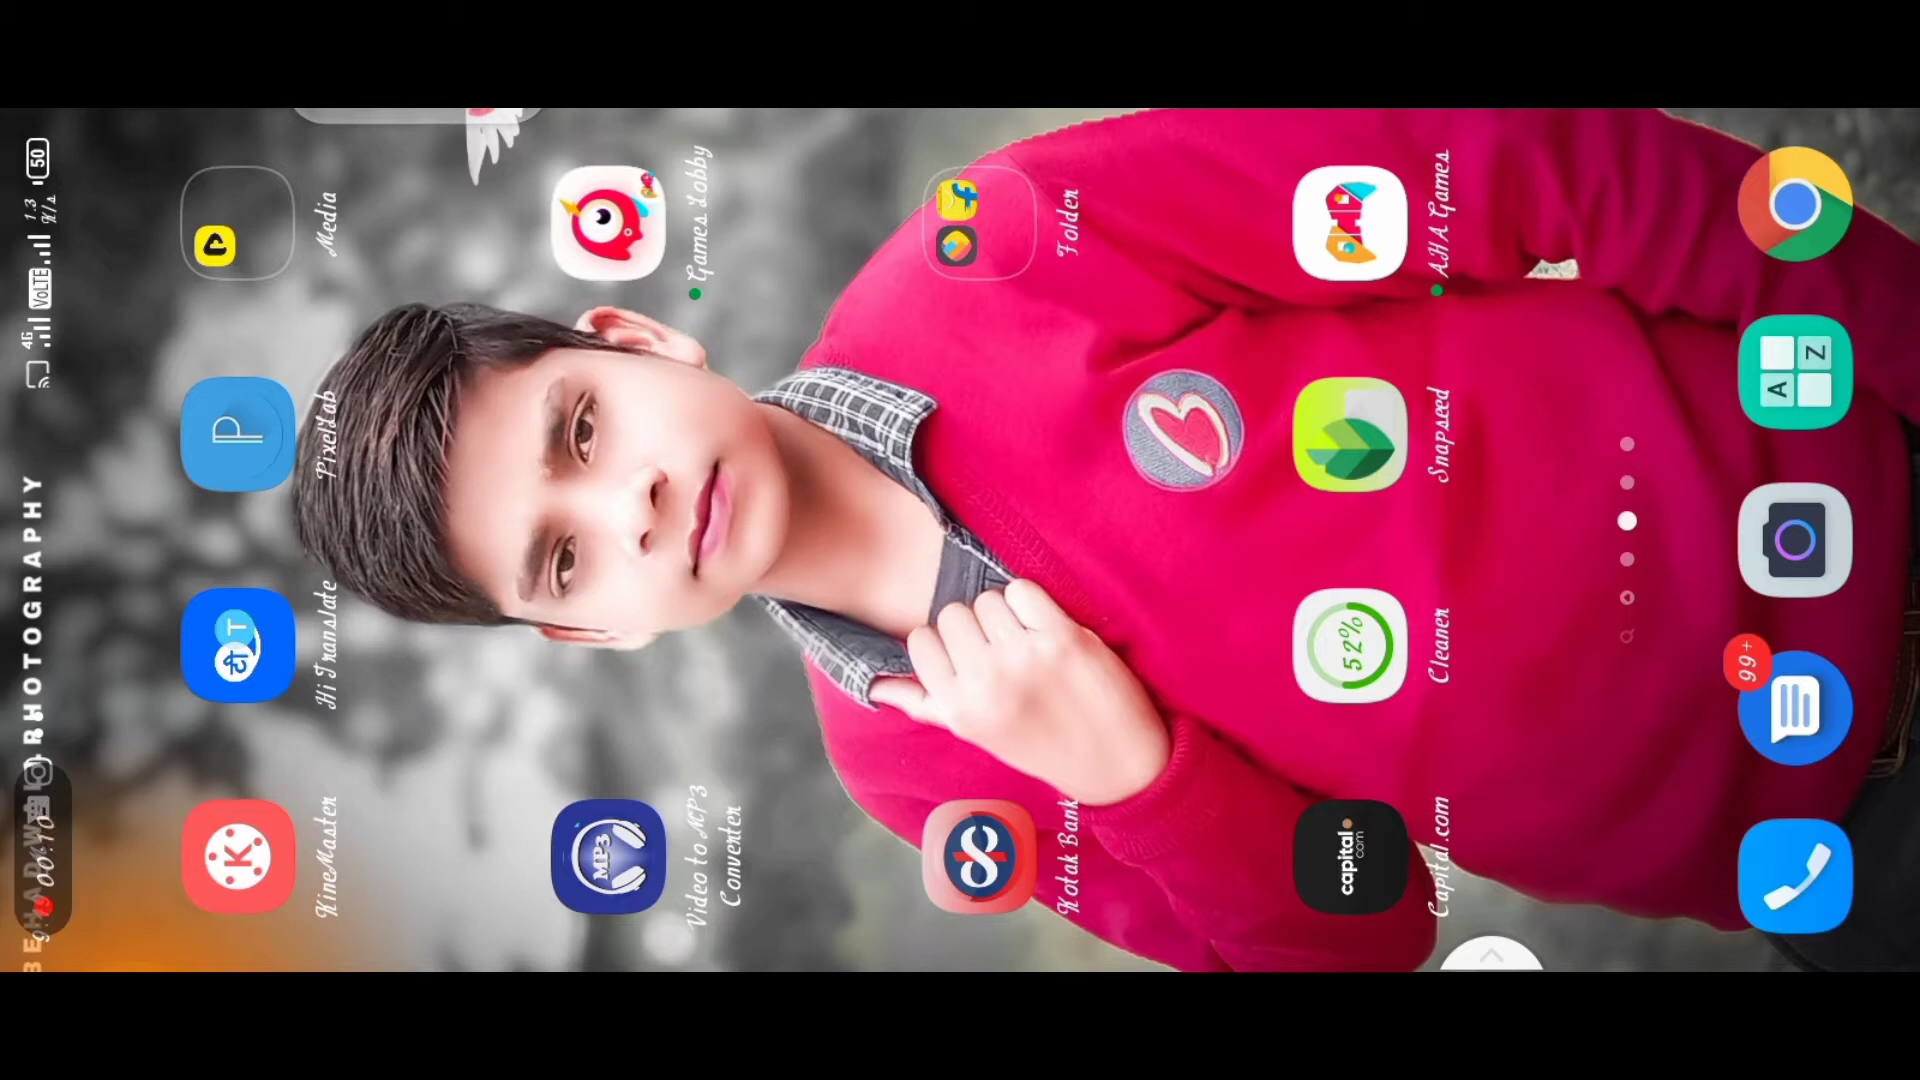 1.3 K/s
50
4G
VoLTE
PHOTOGRAPHY
00:10
KineMaster
Hi Translate
PixelLab
Media
MP3
Video to MP3
Converter
Games Lobby
Kotak Bank
Folder
capital.com
Capital.com
52%
Cleaner
Snapseed
AHA Games
99+
A
Z